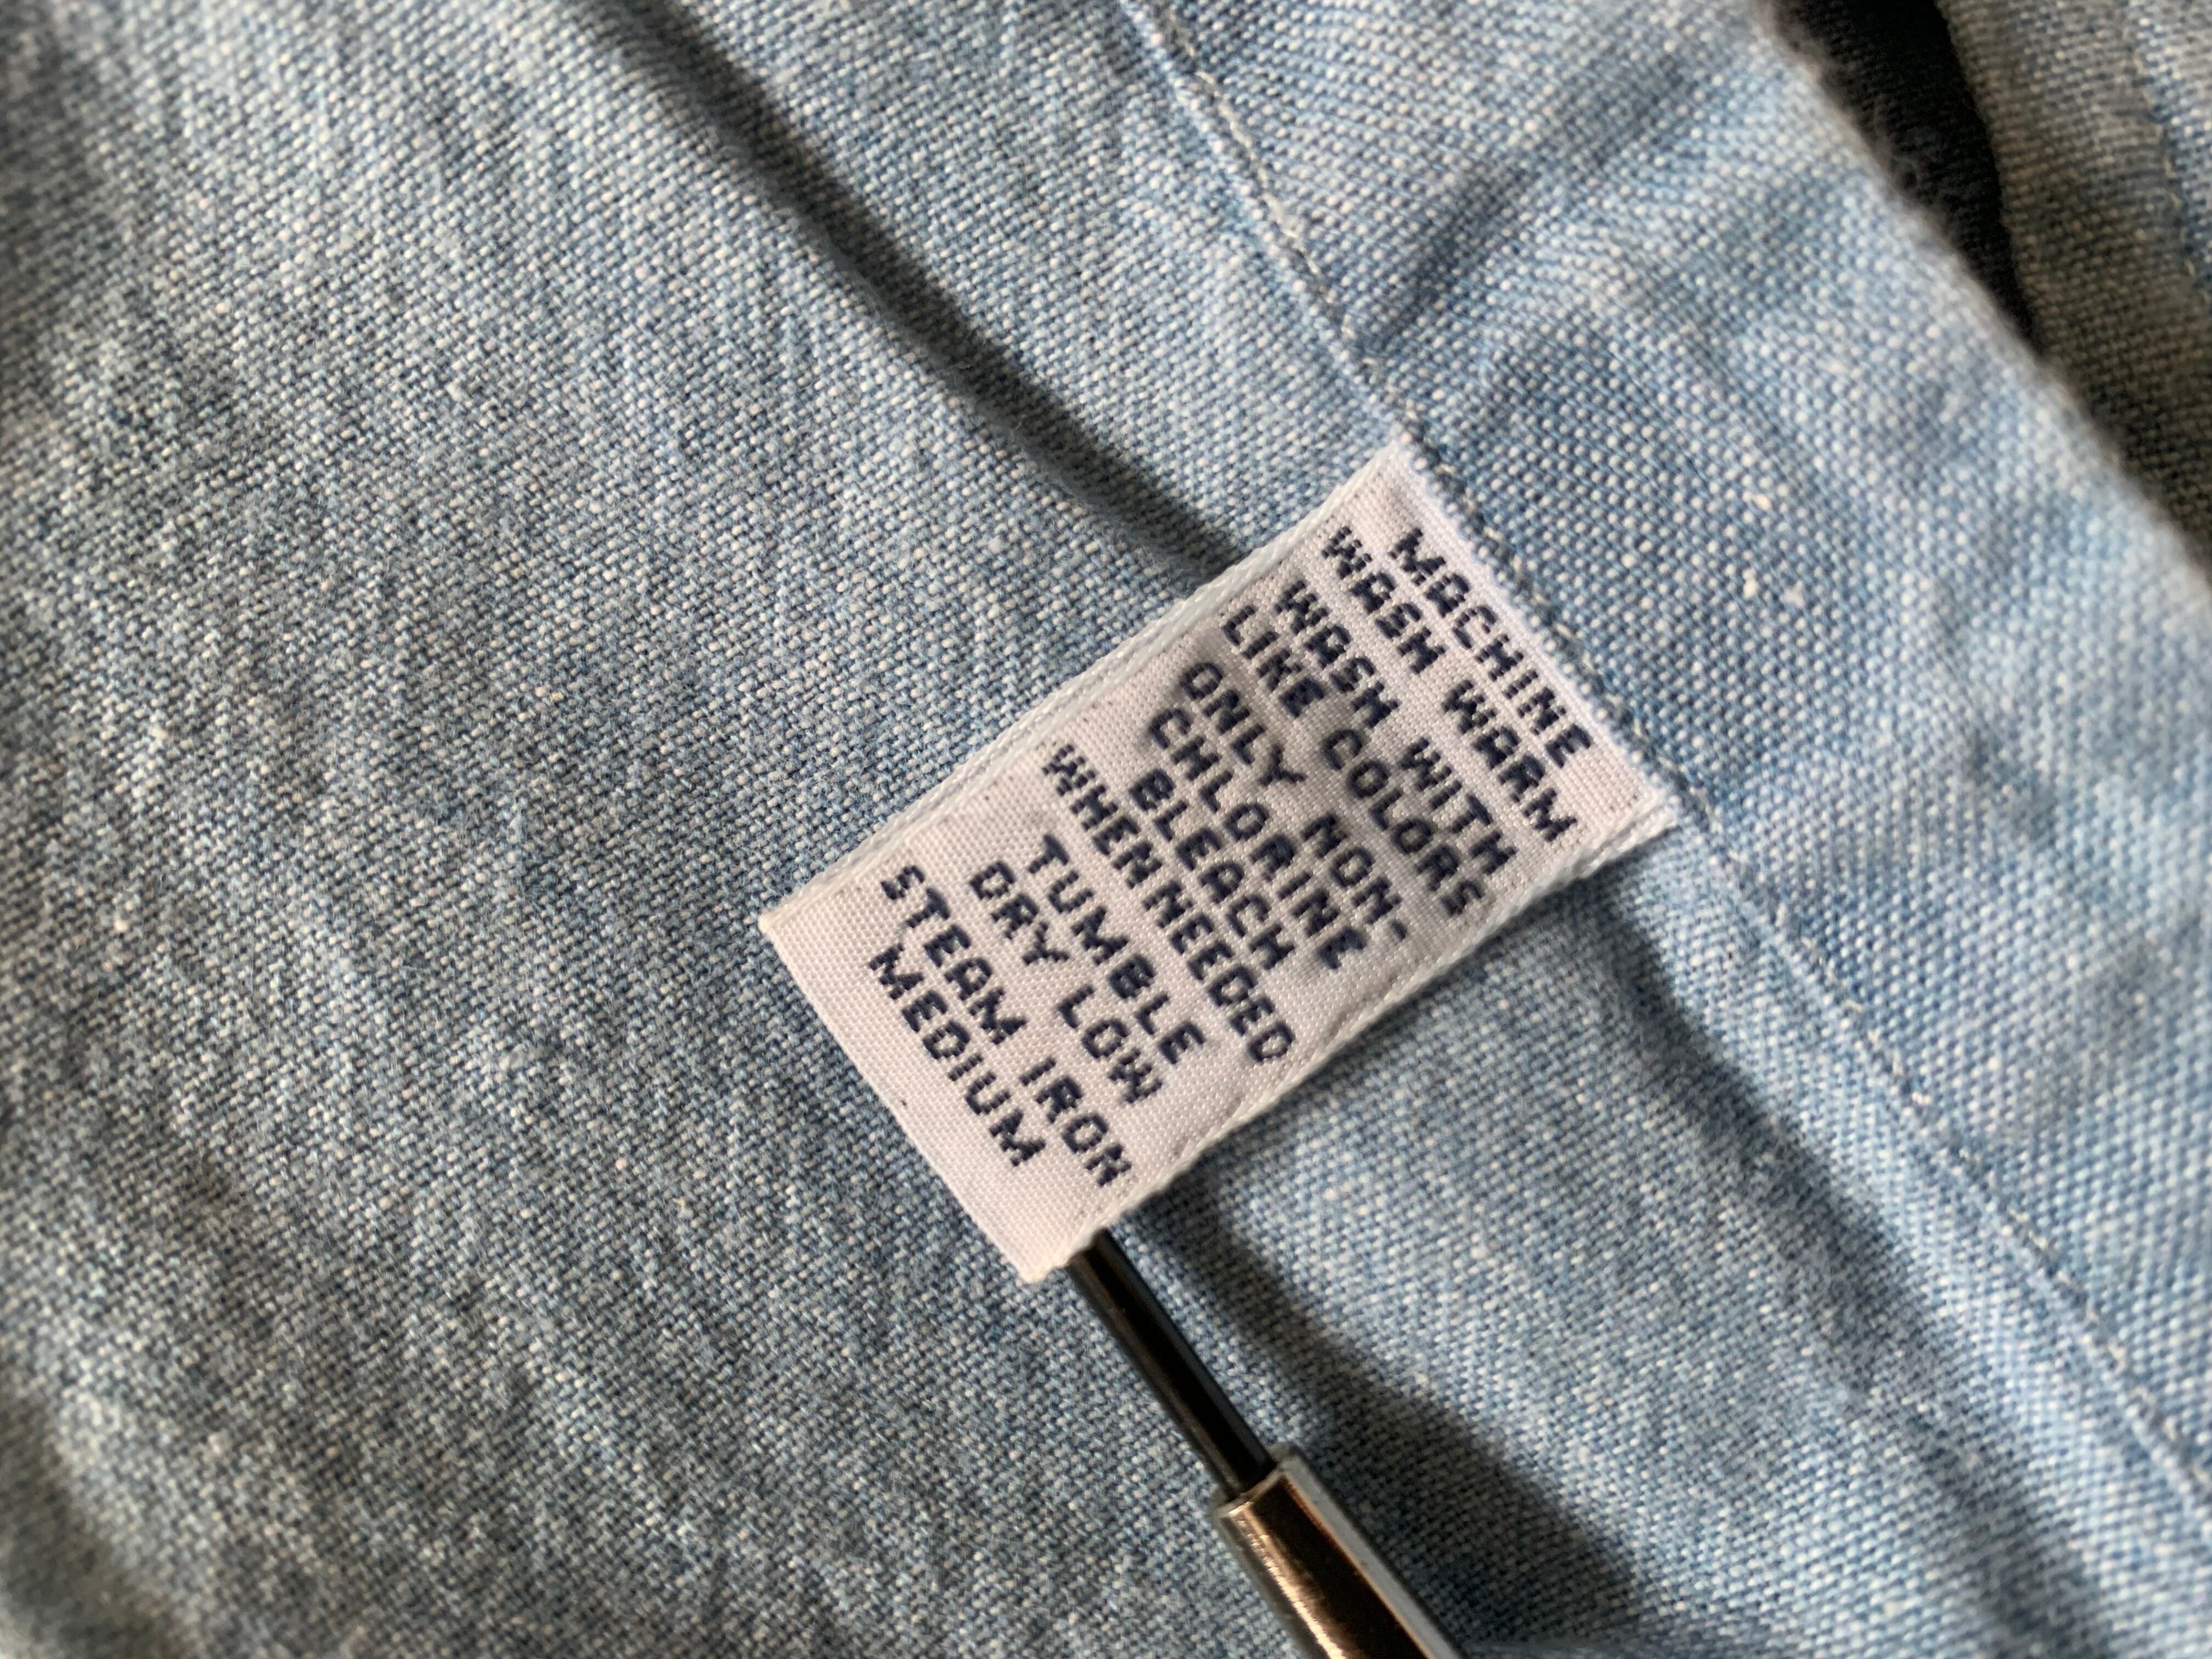 MACHINE
WASH WARM
WASH WITH
LIKE COLORS
ONLY NON-
CHLORINE
BLEACH
WHEN NEEDED
TUMBLE
DRY LOW
STEAM IRON
MEDIUM